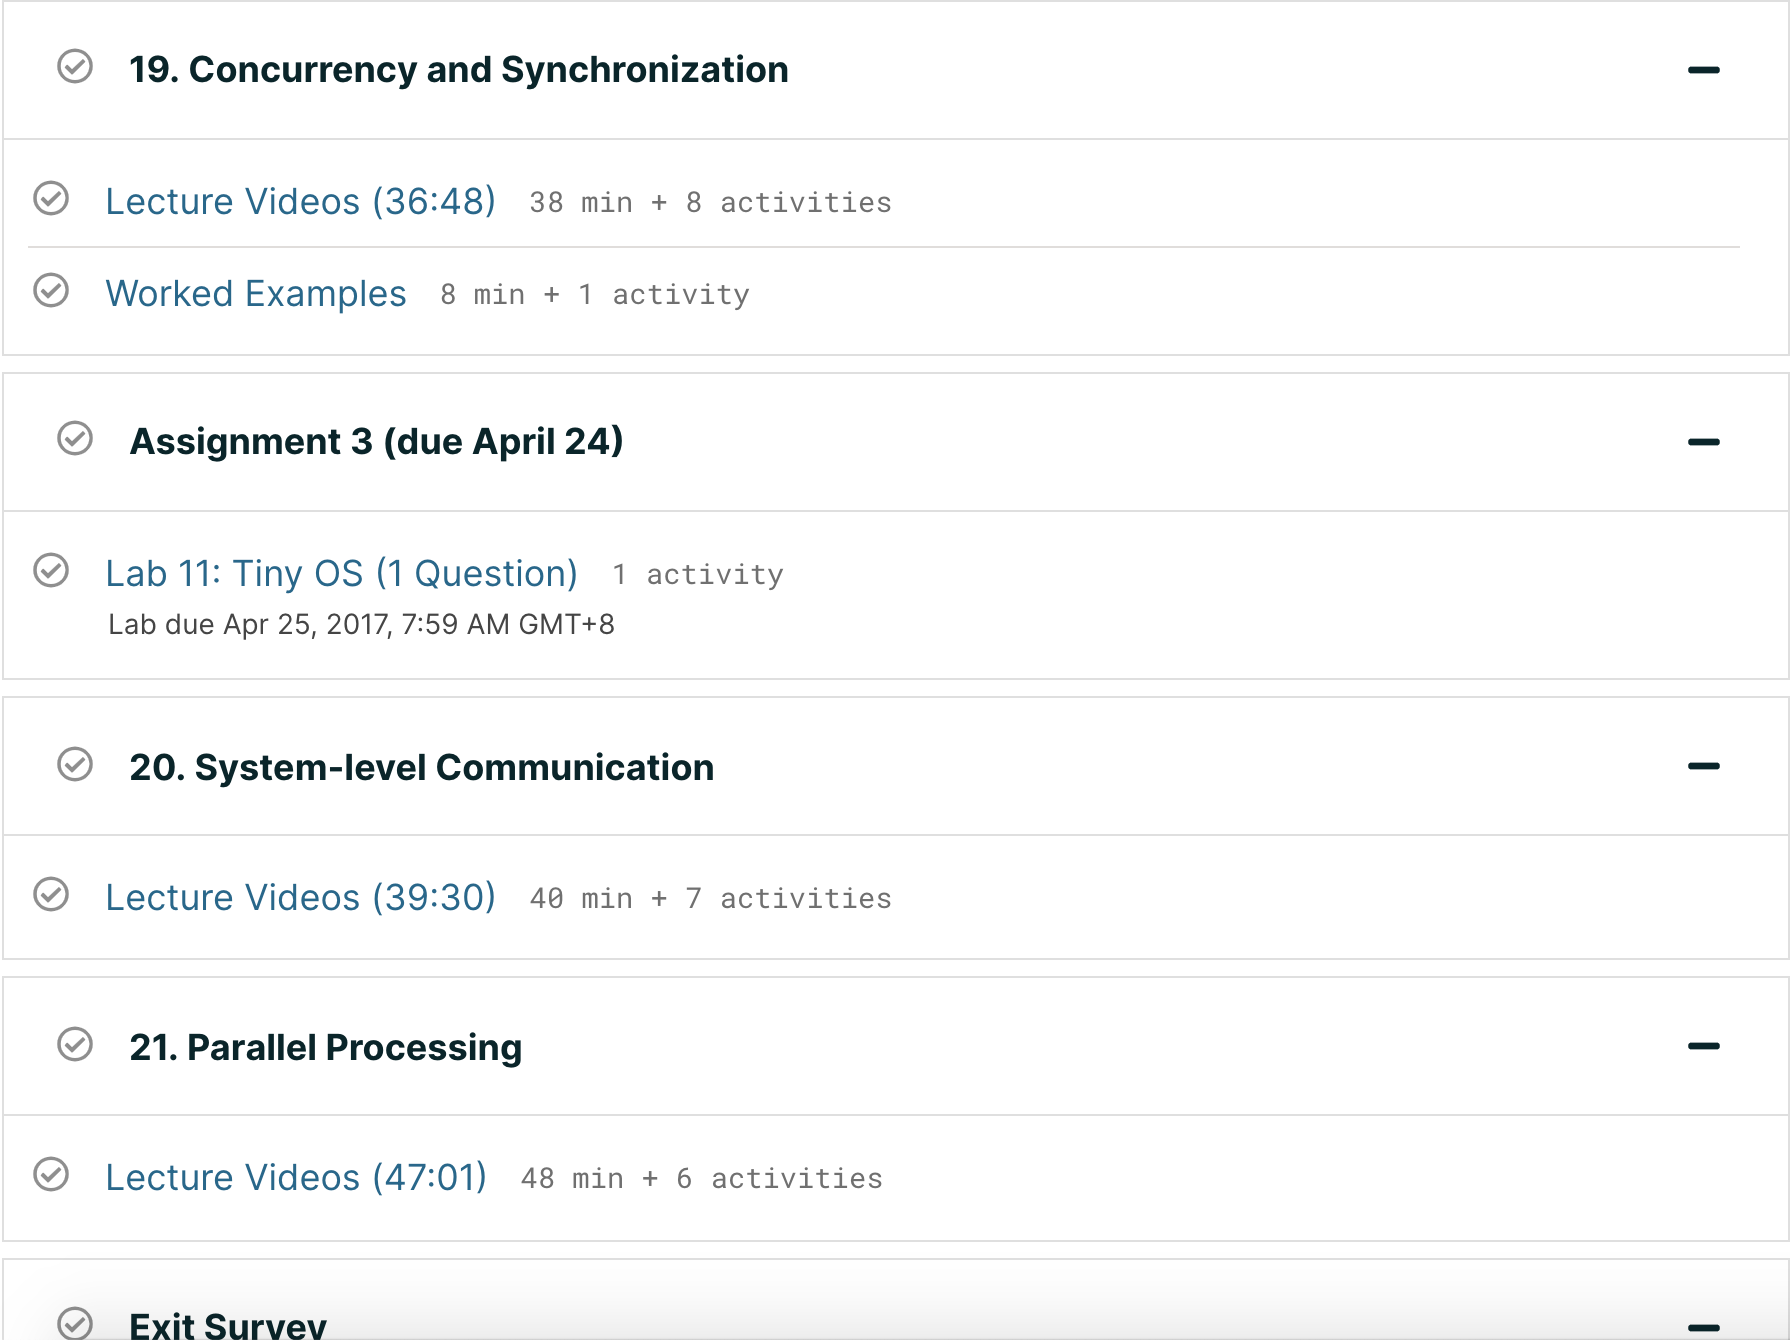 19. Concurrency and Synchronization
Lecture Videos (36:48) 38 min + 8 activities
Worked Examples 8 min + 1 activity
Assignment 3 (due April 24)
Lab 11: Tiny OS (1 Question) 1 activity
Lab due Apr 25, 2017, 7:59 AM GMT+8
20. System-level Communication
Lecture Videos (39:30) 40 min + 7 activities
21. Parallel Processing
Lecture Videos (47:01) 48 min + 6 activities
Exit Survey